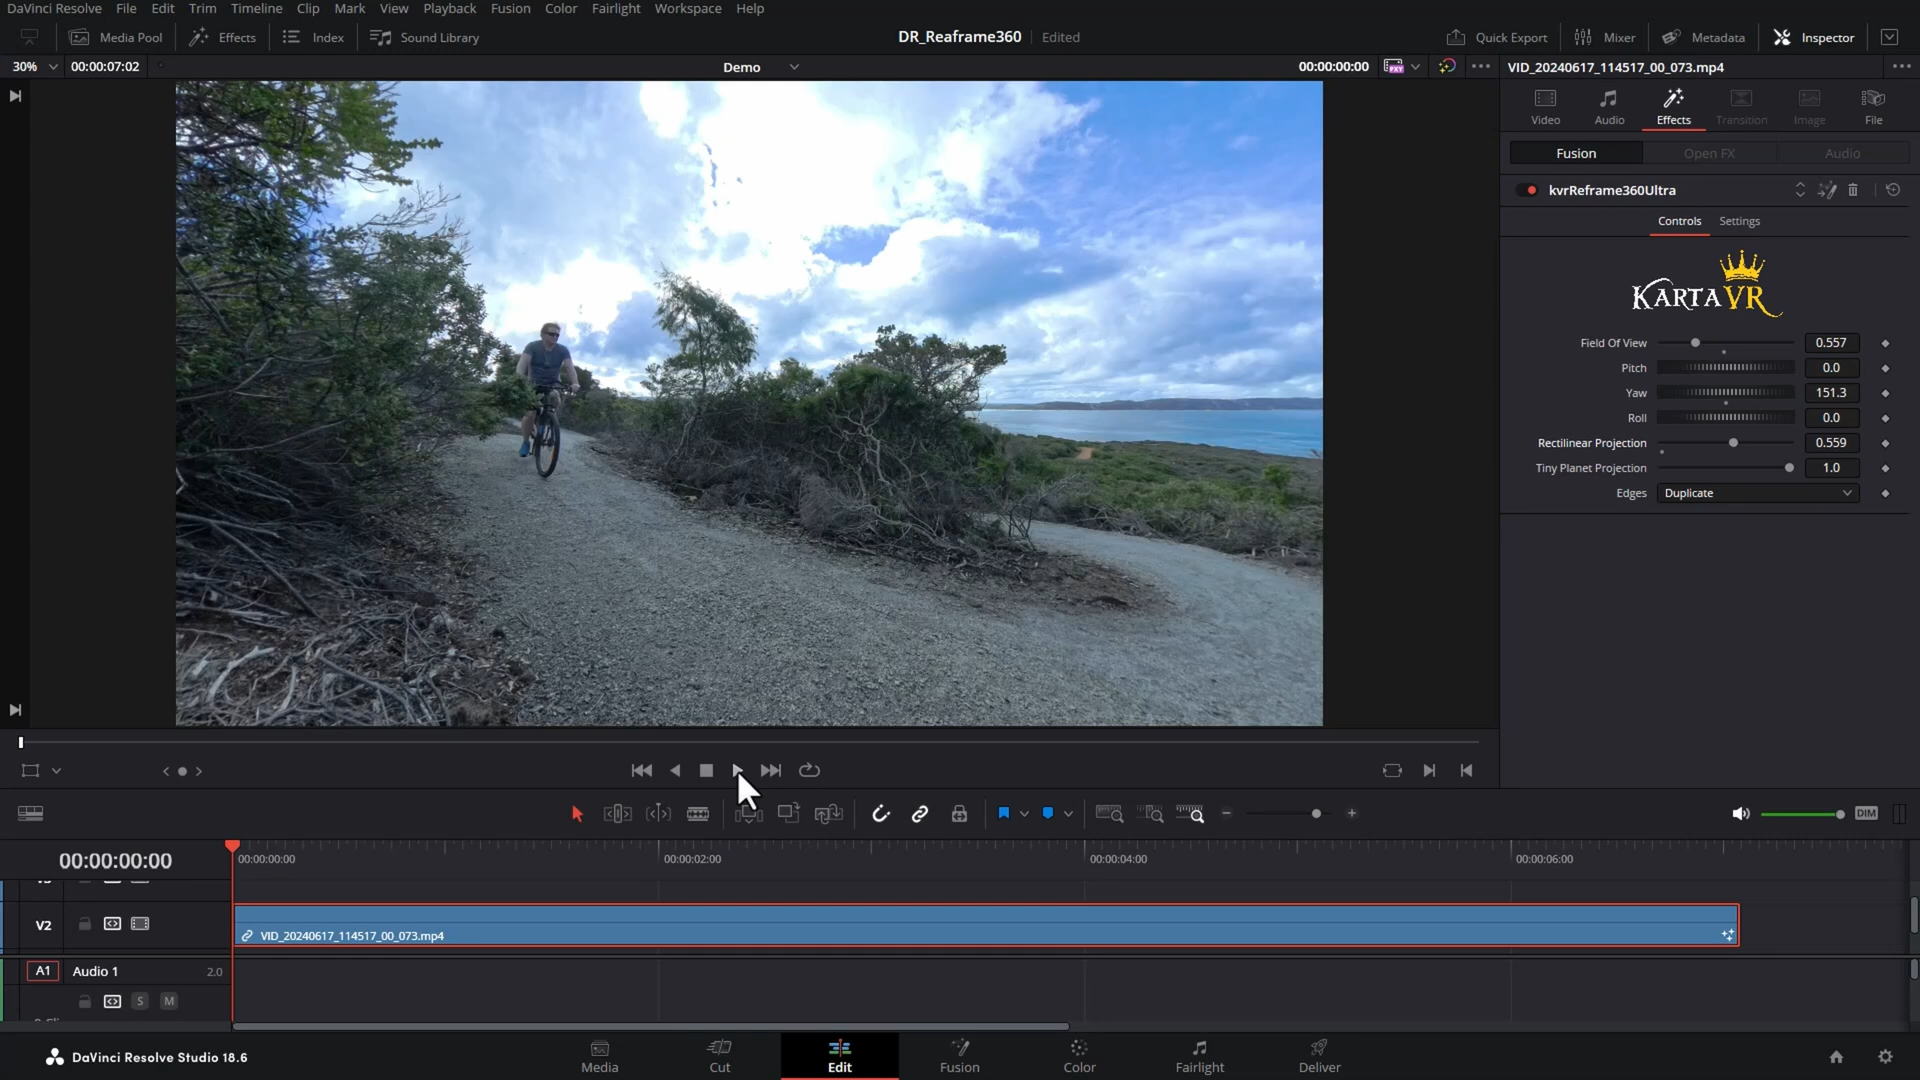 DaVinci Resolve File Edit Trim Timeline Clip Mark View Playback Fusion Color Fairlight Workspace Help
Media Pool Effects Index Sound Library DR_Reaframe360 Edited Quick Export Mixer Metadata Inspector
30% 00:00:07:02 Demo 00:00:00:00 VID_20240617_114517_00_073.mp4
Video Audio Effects Transition Image File
Fusion Open FX Audio
kvrReframe360Ultra
Controls Settings
KARTAVR
Field Of View 0.557
Pitch 0.0
Yaw 151.3
Roll 0.0
Rectilinear Projection 0.559
Tiny Planet Projection 1.0
Edges Duplicate
DIM
00:00:00:00 00:00:00:00 00:00:02:00 00:00:04:00 00:00:06:00
V2
VID_20240617_114517_00_073.mp4
A1 Audio 1 2.0
S M
DaVinci Resolve Studio 18.6 Media Cut Edit Fusion Color Fairlight Deliver